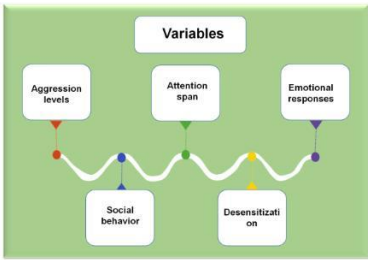 Variables
Aggression
levels
Attention
span
Emotional
responses
Social
behavior
Desensitizati
on